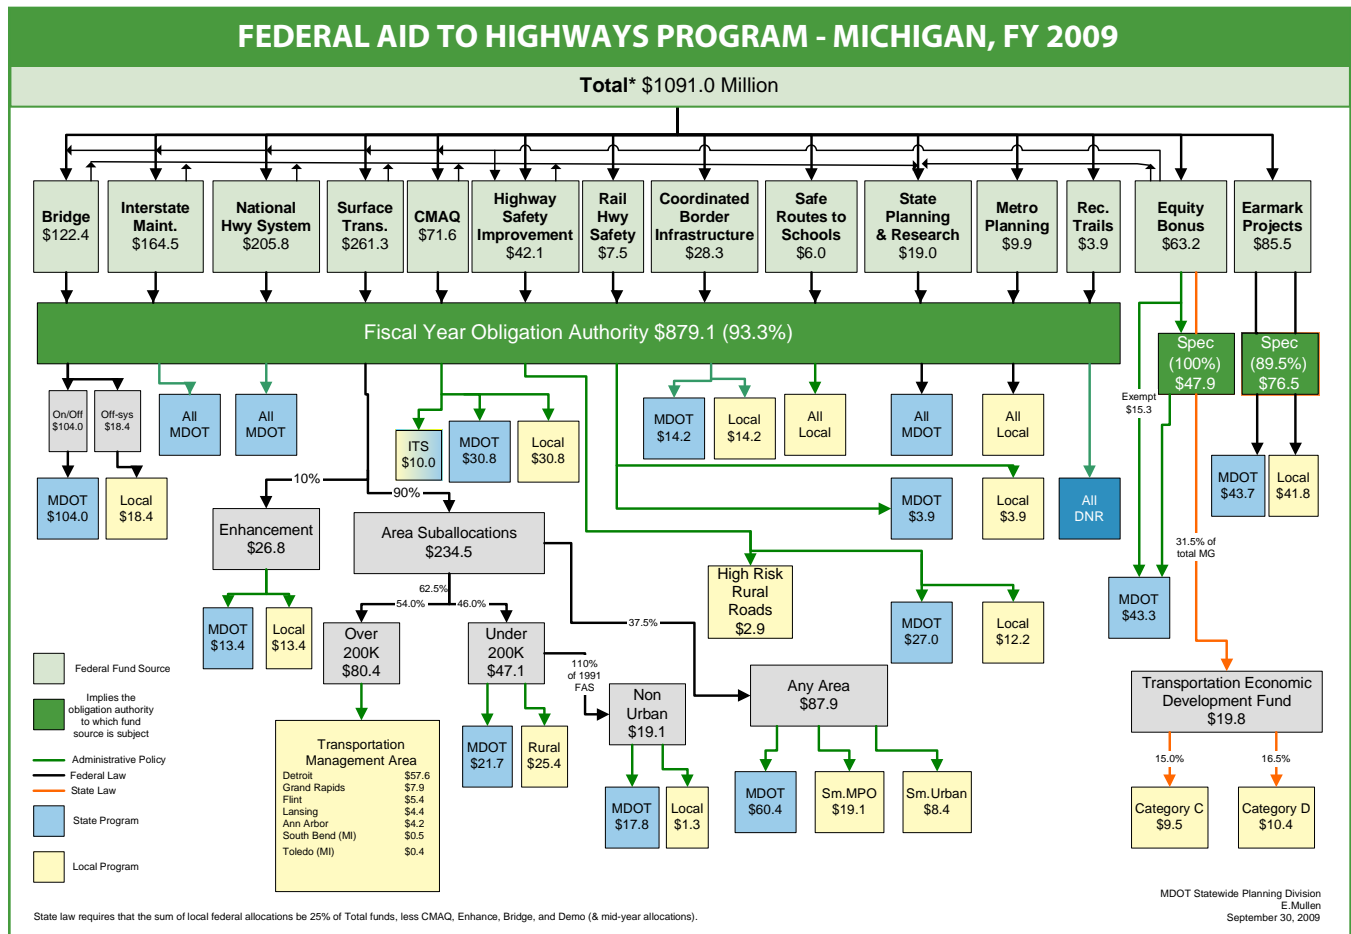 FEDERAL AID TO HIGHWAYS PROGRAM - MICHIGAN, FY 2009
Total* $1091.0 Million
Bridge
$122.4
Interstate
Maint.
$164.5
National
Hwy System
$205.8
Surface
Trans.
$261.3
CMAQ
$71.6
Highway
Safety
Improvement
$42.1
Rail
Hwy
Safety
$7.5
Coordinated
Border
Infrastructure
$28.3
Safe
Routes to
Schools
$6.0
State
Planning
& Research
$19.0
Metro
Planning
$9.9
Rec.
Trails
$3.9
Equity
Bonus
$63.2
Earmark
Projects
$85.5
Fiscal Year Obligation Authority $879.1 (93.3%)
Spec
(100%)
$47.9
Spec
(89.5%)
$76.5
Exempt
$15.3
On/Off
$104.0
Off-sys
$18.4
All
MDOT
All
MDOT
ITS
$10.0
MDOT
$30.8
Local
$30.8
MDOT
$14.2
Local
$14.2
All
Local
All
MDOT
All
Local
MDOT
$104.0
Local
$18.4
10%
90%
MDOT
$3.9
Local
$3.9
All
DNR
MDOT
$43.7
Local
$41.8
Enhancement
$26.8
Area Suballocations
$234.5
31.5% of
total MG
62.5%
54.0%
46.0%
37.5%
High Risk
Rural
Roads
$2.9
MDOT
$27.0
Local
$12.2
MDOT
$43.3
MDOT
$13.4
Local
$13.4
Over
200K
$80.4
Under
200K
$47.1
110%
of 1991
FAS
Non
Urban
$19.1
Any Area
$87.9
Transportation Economic
Development Fund
$19.8
Federal Fund Source
Implies the
obligation authority
to which fund
source is subject
Administrative Policy
Federal Law
State Law
State Program
Local Program
Transportation
Management Area
Detroit $57.6
Grand Rapids $7.9
Flint $5.4
Lansing $4.4
Ann Arbor $4.2
South Bend (MI) $0.5
Toledo (MI) $0.4
MDOT
$21.7
Rural
$25.4
MDOT
$17.8
Local
$1.3
MDOT
$60.4
Sm.MPO
$19.1
Sm.Urban
$8.4
15.0%
16.5%
Category C
$9.5
Category D
$10.4
State law requires that the sum of local federal allocations be 25% of Total funds, less CMAQ, Enhance, Bridge, and Demo (& mid-year allocations).
MDOT Statewide Planning Division
E.Mullen
September 30, 2009